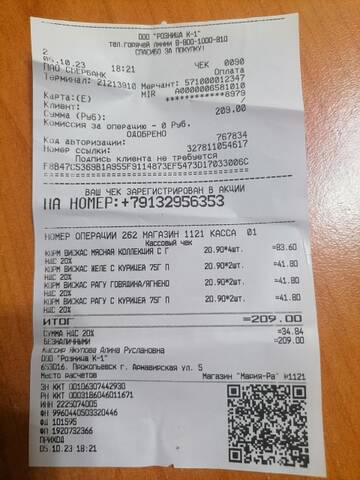 ООО "РОЗНИЦА К-1"
тел.горячей линии 8-800-1000-810
СПАСИБО ЗА ПОКУПКУ!
2
05.10.23 18:21 ЧЕК 0090
ПАО СБЕРБАНК Оплата
Терминал: 21213910 Мерчант: 571000012347
MIR A0000006581010
Карта:(E) ************8979
Клиент: /
Сумма (Руб): 209.00
Комиссия за операцию - 0 Руб.
ОДОБРЕНО
Код авторизации: 767834
Номер ссылки: 327811054617
Подпись клиента не требуется
F8B47C5369B1A955F9114873EF5473D17033006C
ВАШ ЧЕК ЗАРЕГИСТРИРОВАН В АКЦИИ
НА НОМЕР:+79132956353
НОМЕР ОПЕРАЦИИ 262 МАГАЗИН 1121 КАССА 01
Кассовый чек
КОРМ ВИСКАС МЯСНАЯ КОЛЛЕКЦИЯ С Г 20.90*4шт. =83.60
НДС 20%
КОРМ ВИСКАС ЖЕЛЕ С КУРИЦЕЙ 75Г П 20.90*2шт. =41.80
НДС 20%
КОРМ ВИСКАС РАГУ ГОВЯДИНА/ЯГНЕНО 20.90*2шт. =41.80
НДС 20%
КОРМ ВИСКАС РАГУ С КУРИЦЕЙ 75Г П 20.90*2шт. =41.80
НДС 20%
ИТОГ =209.00
СУММА НДС 20% =34.84
БЕЗНАЛИЧНЫМИ =209.00
Кассир Якупова Алина Руслановна
ООО "Розница К-1"
653016. Прокопьевск г. Армавирская ул. 5
Место расчетов Магазин "Мария-Ра" #1121
ЗН ККТ 00106307442930
РН ККТ 0003186046011671
ИНН 2225074005
ФН 9960440503320446
ФД 101595
ФП 1920732366
ПРИХОД
05.10.23 18:21